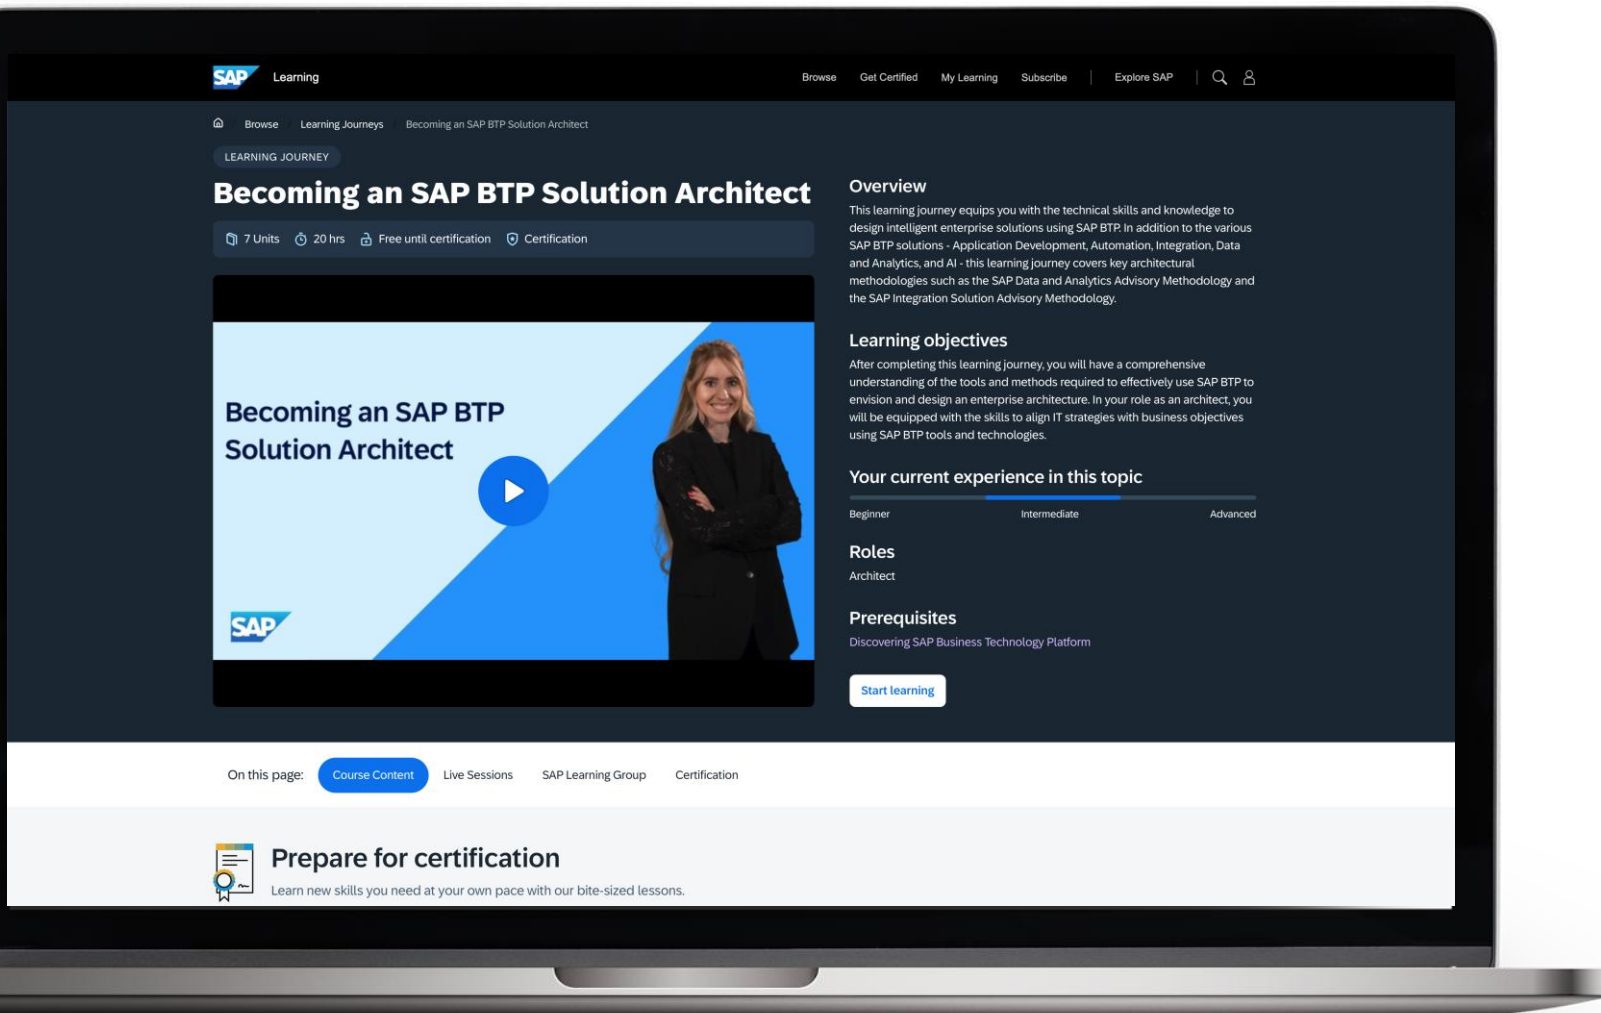 SAP Learning
Browse Get Certified My Learning Subscribe Explore SAP
Browse Learning Journeys Becoming an SAP BTP Solution Architect
LEARNING JOURNEY
Becoming an SAP BTP Solution Architect
7 Units 20 hrs Free until certification Certification
Becoming an SAP BTP
Solution Architect
SAP
Overview
This learning journey equips you with the technical skills and knowledge to
design intelligent enterprise solutions using SAP BTP. In addition to the various
SAP BTP solutions - Application Development, Automation, Integration, Data
and Analytics, and AI - this learning journey covers key architectural
methodologies such as the SAP Data and Analytics Advisory Methodology and
the SAP Integration Solution Advisory Methodology.
Learning objectives
After completing this learning journey, you will have a comprehensive
understanding of the tools and methods required to effectively use SAP BTP to
envision and design an enterprise architecture. In your role as an architect, you
will be equipped with the skills to align IT strategies with business objectives
using SAP BTP tools and technologies.
Your current experience in this topic
Beginner Intermediate Advanced
Roles
Architect
Prerequisites
Discovering SAP Business Technology Platform
Start learning
On this page: Course Content Live Sessions SAP Learning Group Certification
Prepare for certification
Learn new skills you need at your own pace with our bite-sized lessons.